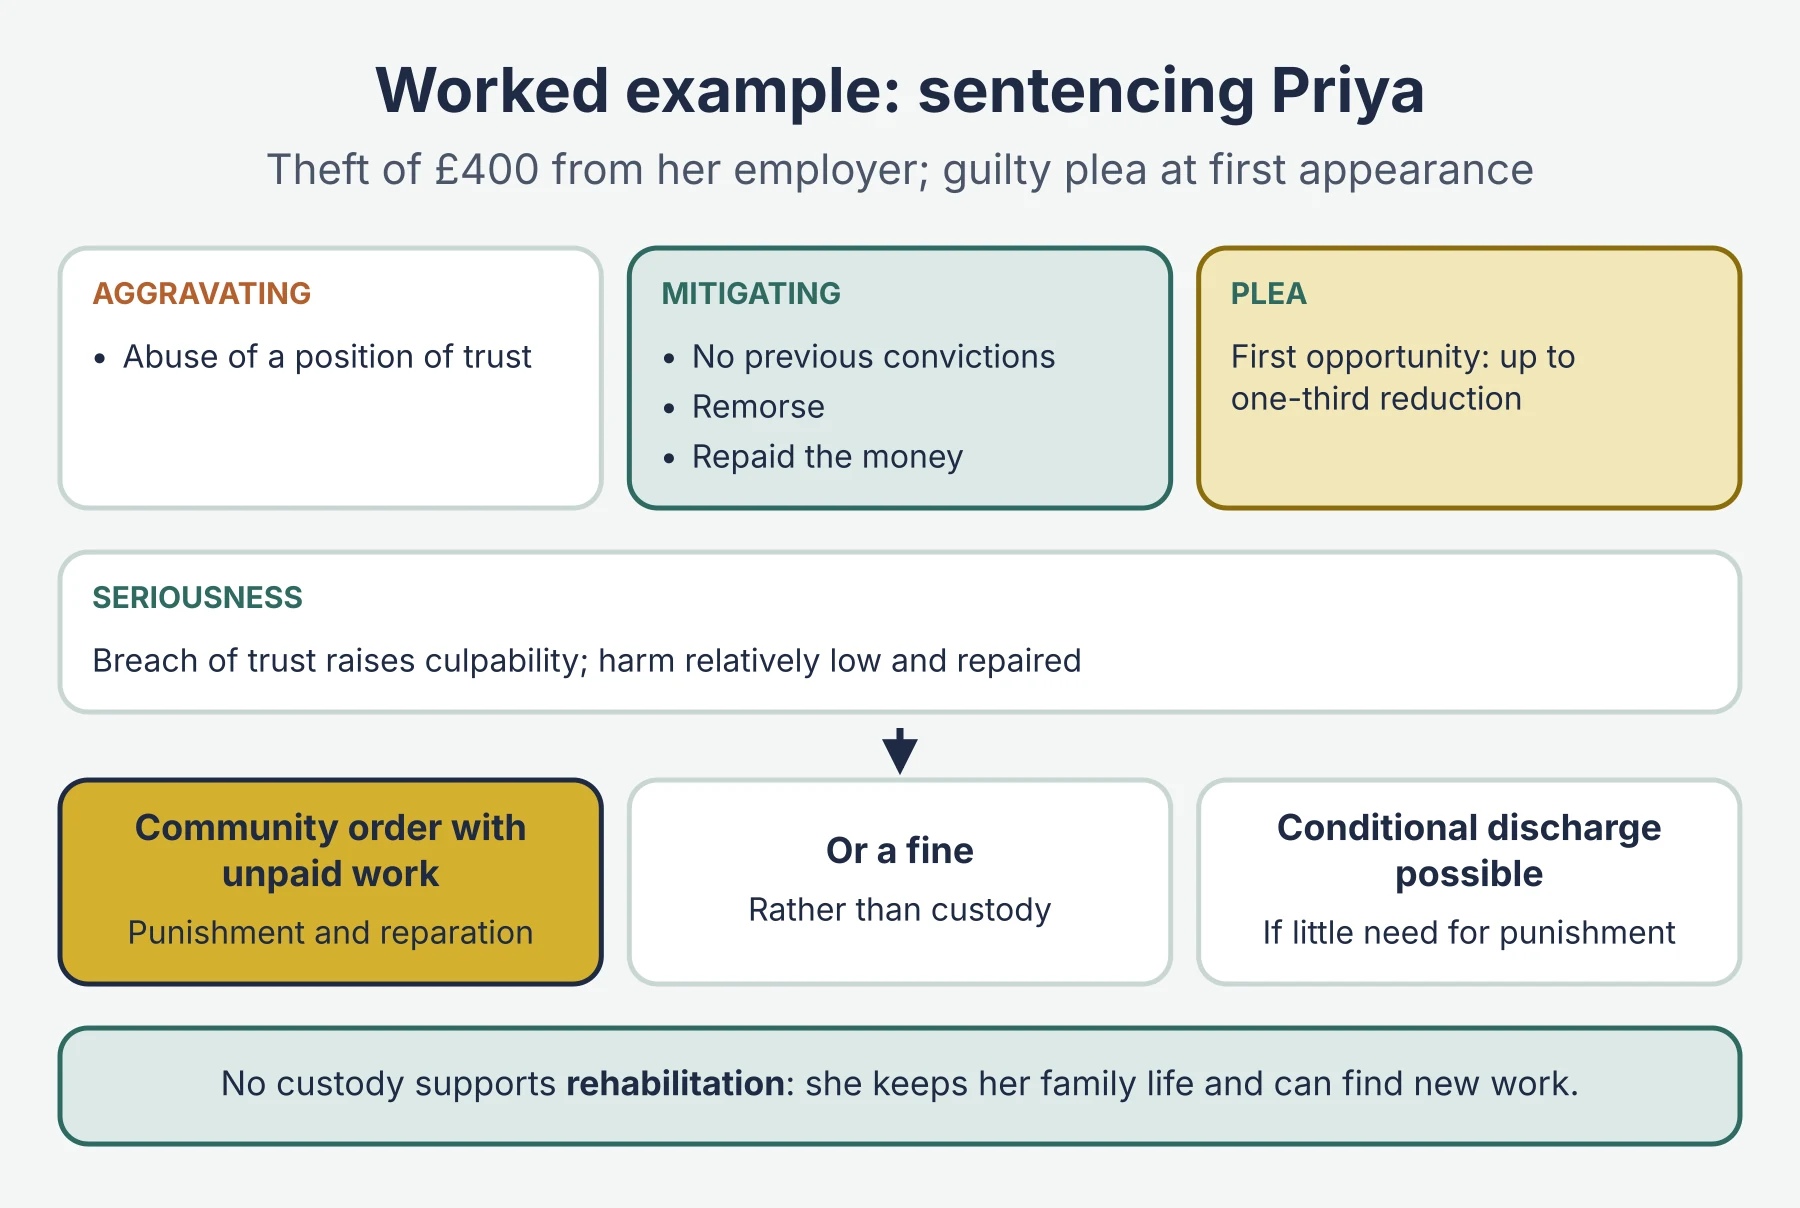 Worked example: sentencing Priya
Theft of £400 from her employer; guilty plea at first appearance
AGGRAVATING
• Abuse of a position of trust
MITIGATING
• No previous convictions
• Remorse
• Repaid the money
PLEA
First opportunity: up to
one-third reduction
SERIOUSNESS
Breach of trust raises culpability; harm relatively low and repaired
Community order with
unpaid work
Punishment and reparation
Or a fine
Rather than custody
Conditional discharge
possible
If little need for punishment
No custody supports rehabilitation: she keeps her family life and can find new work.